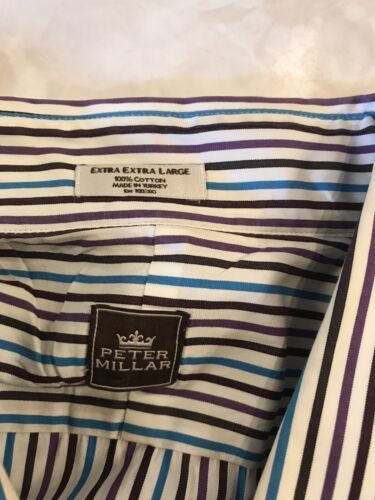 EXTRA EXTRA LARGE
100% COTTON
MADE IN TURKEY
PETER
MILLAR